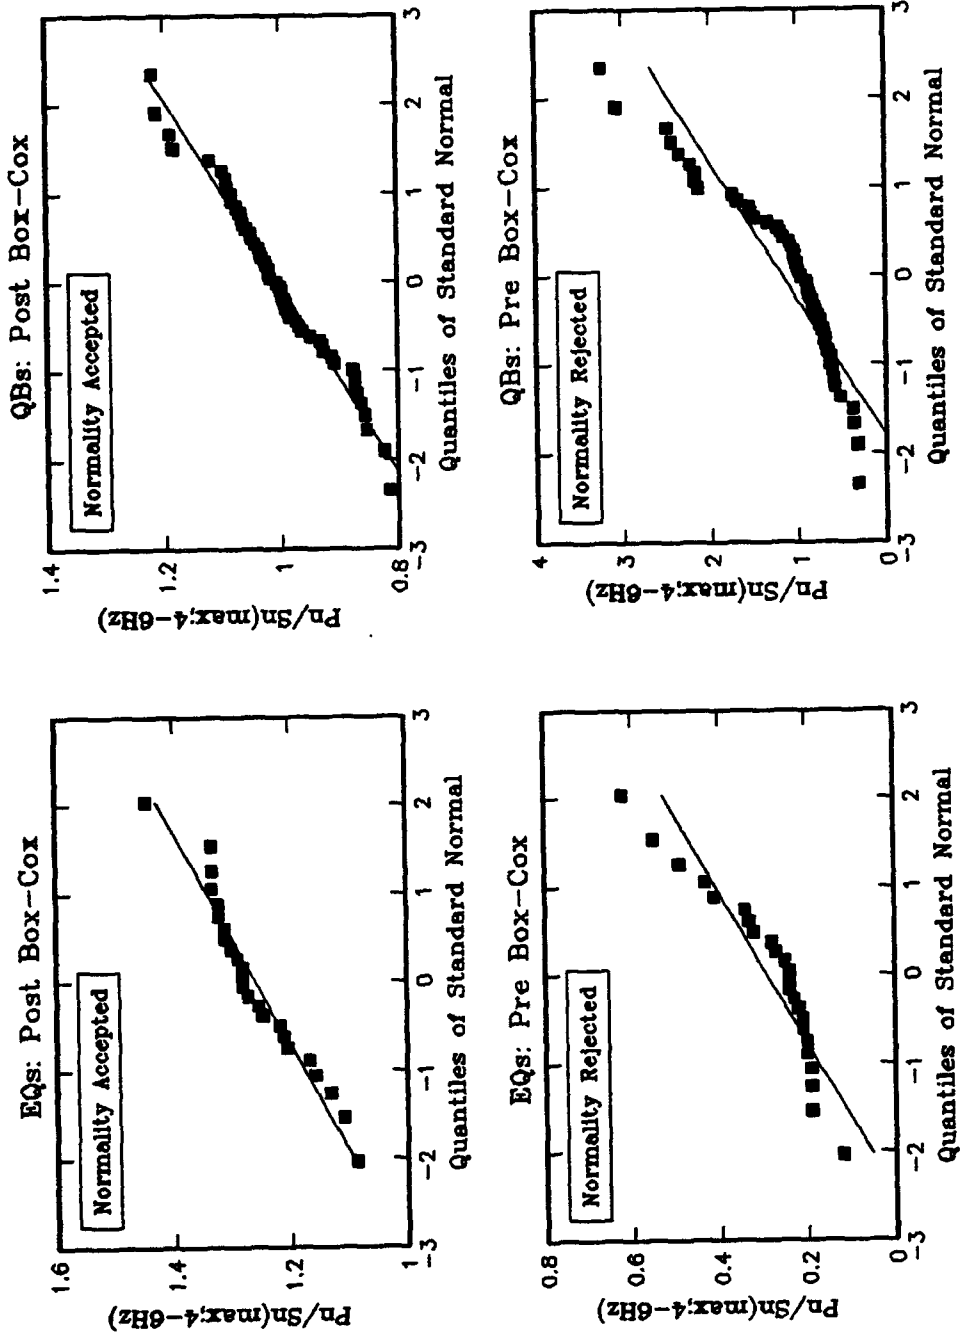 EQs: Post Box-Cox
Normality Accepted
Pn/Sn(max;4-6Hz)
1.6
1.4
1.2
1
-3
-2
-1
0
1
2
3
Quantiles of Standard Normal
QBs: Post Box-Cox
Normality Accepted
Pn/Sn(max;4-6Hz)
1.4
1.2
1
0.8
-3
-2
-1
0
1
2
3
Quantiles of Standard Normal
EQs: Pre Box-Cox
Normality Rejected
Pn/Sn(max;4-6Hz)
0.8
0.6
0.4
0.2
0
-3
-2
-1
0
1
2
3
Quantiles of Standard Normal
QBs: Pre Box-Cox
Normality Rejected
Pn/Sn(max;4-6Hz)
4
3
2
1
0
-3
-2
-1
0
1
2
3
Quantiles of Standard Normal